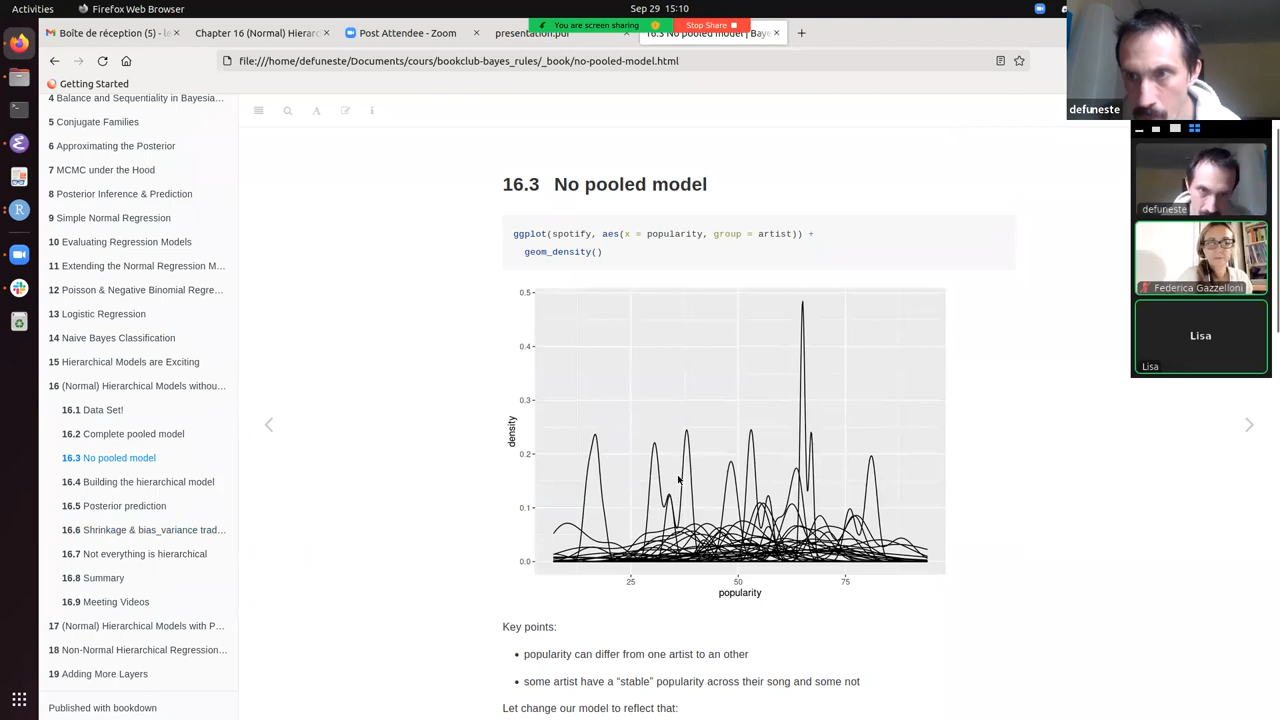 Activities
Firefox Web Browser
Sep 29 15:10
You are screen sharing
Stop Share
Boîte de réception (5) - l
Chapter 16 (Normal) Hierarc
Post Attendee - Zoom
presentation.pdf
16.3 No pooled model | Baye
file:///home/defuneste/Documents/cours/bookclub-bayes_rules/_book/no-pooled-model.html
Getting Started
4 Balance and Sequentiality in Bayesia...
5 Conjugate Families
6 Approximating the Posterior
7 MCMC under the Hood
8 Posterior Inference & Prediction
9 Simple Normal Regression
10 Evaluating Regression Models
11 Extending the Normal Regression M...
12 Poisson & Negative Binomial Regre...
13 Logistic Regression
14 Naive Bayes Classification
15 Hierarchical Models are Exciting
16 (Normal) Hierarchical Models withou...
16.1 Data Set!
16.2 Complete pooled model
16.3 No pooled model
16.4 Building the hierarchical model
16.5 Posterior prediction
16.6 Shrinkage & bias_variance trad...
16.7 Not everything is hierarchical
16.8 Summary
16.9 Meeting Videos
17 (Normal) Hierarchical Models with P...
18 Non-Normal Hierarchical Regression...
19 Adding More Layers
Published with bookdown
16.3 No pooled model
ggplot(spotify, aes(x = popularity, group = artist)) +
geom_density()
0.5
0.4
0.3
0.2
0.1
0.0
density
25
50
75
popularity
Key points:
• popularity can differ from one artist to an other
• some artist have a “stable” popularity across their song and some not
Let change our model to reflect that:
defuneste
defuneste
Federica Gazzelloni
Lisa
Lisa